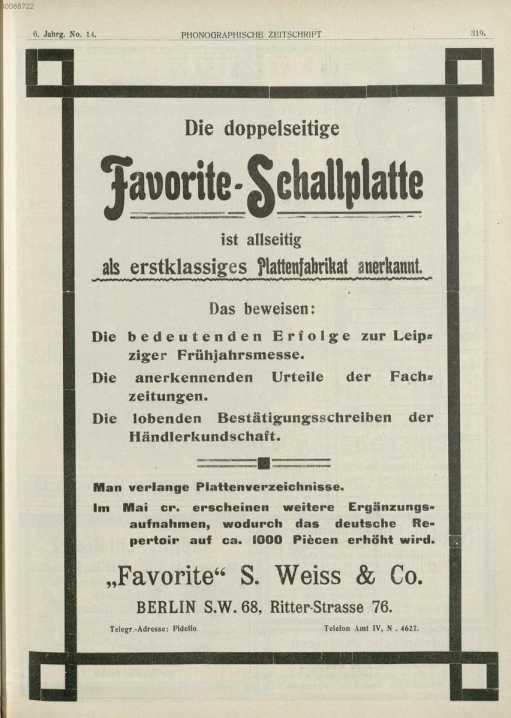 00088722
6. Jahrg. No. 14. PHONOGRAPHISCHE ZEITSCHRIFT 319.
Die doppelseitige
Favorite-Schallplatte
ist allseitig
als erstklassiges Plattenfabrikat anerkannt.
Das beweisen:
Die bedeutenden Erfolge zur Leip-
ziger Frühjahrsmesse.
Die anerkennenden Urteile der Fach-
zeitungen.
Die lobenden Bestätigungsschreiben der
Händlerkundschaft.
Man verlange Plattenverzeichnisse.
Im Mai cr. erscheinen weitere Ergänzungs-
aufnahmen, wodurch das deutsche Re-
pertoir auf ca. 1000 Piècen erhöht wird.
„Favorite“ S. Weiss & Co.
BERLIN S.W. 68, Ritter-Strasse 76.
Telegr.-Adresse: Fidelio Telefon Amt IV, N . 4627.